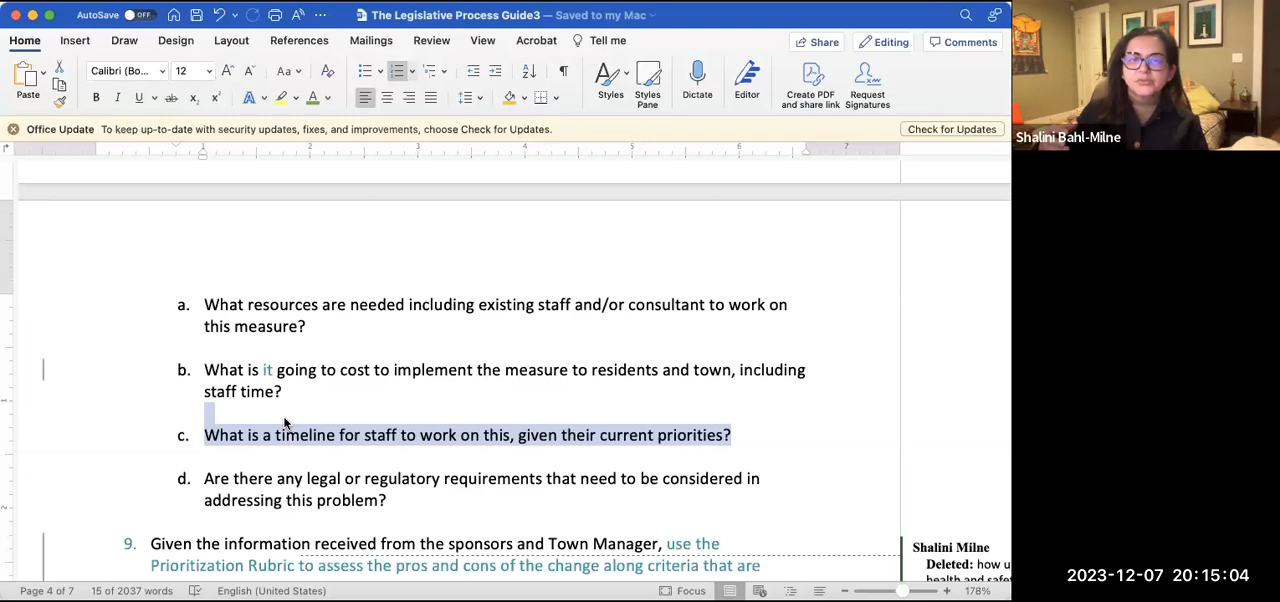 AutoSave OFF The Legislative Process Guide3 — Saved to my Mac
Home Insert Draw Design Layout References Mailings Review View Acrobat Tell me Share Editing Comments
Paste Calibri (Bo... 12 Aa Styles Styles Pane Dictate Editor Create PDF and share link Request Signatures
Office Update To keep up-to-date with security updates, fixes, and improvements, choose Check for Updates. Check for Updates
Shalini Bahl-Milne
a. What resources are needed including existing staff and/or consultant to work on
this measure?
b. What is it going to cost to implement the measure to residents and town, including
staff time?
c. What is a timeline for staff to work on this, given their current priorities?
d. Are there any legal or regulatory requirements that need to be considered in
addressing this problem?
9. Given the information received from the sponsors and Town Manager, use the
Prioritization Rubric to assess the pros and cons of the change along criteria that are
Shalini Milne
Deleted: how u
health and safet
2023-12-07 20:15:04
Page 4 of 7 15 of 2037 words English (United States) Focus 178%